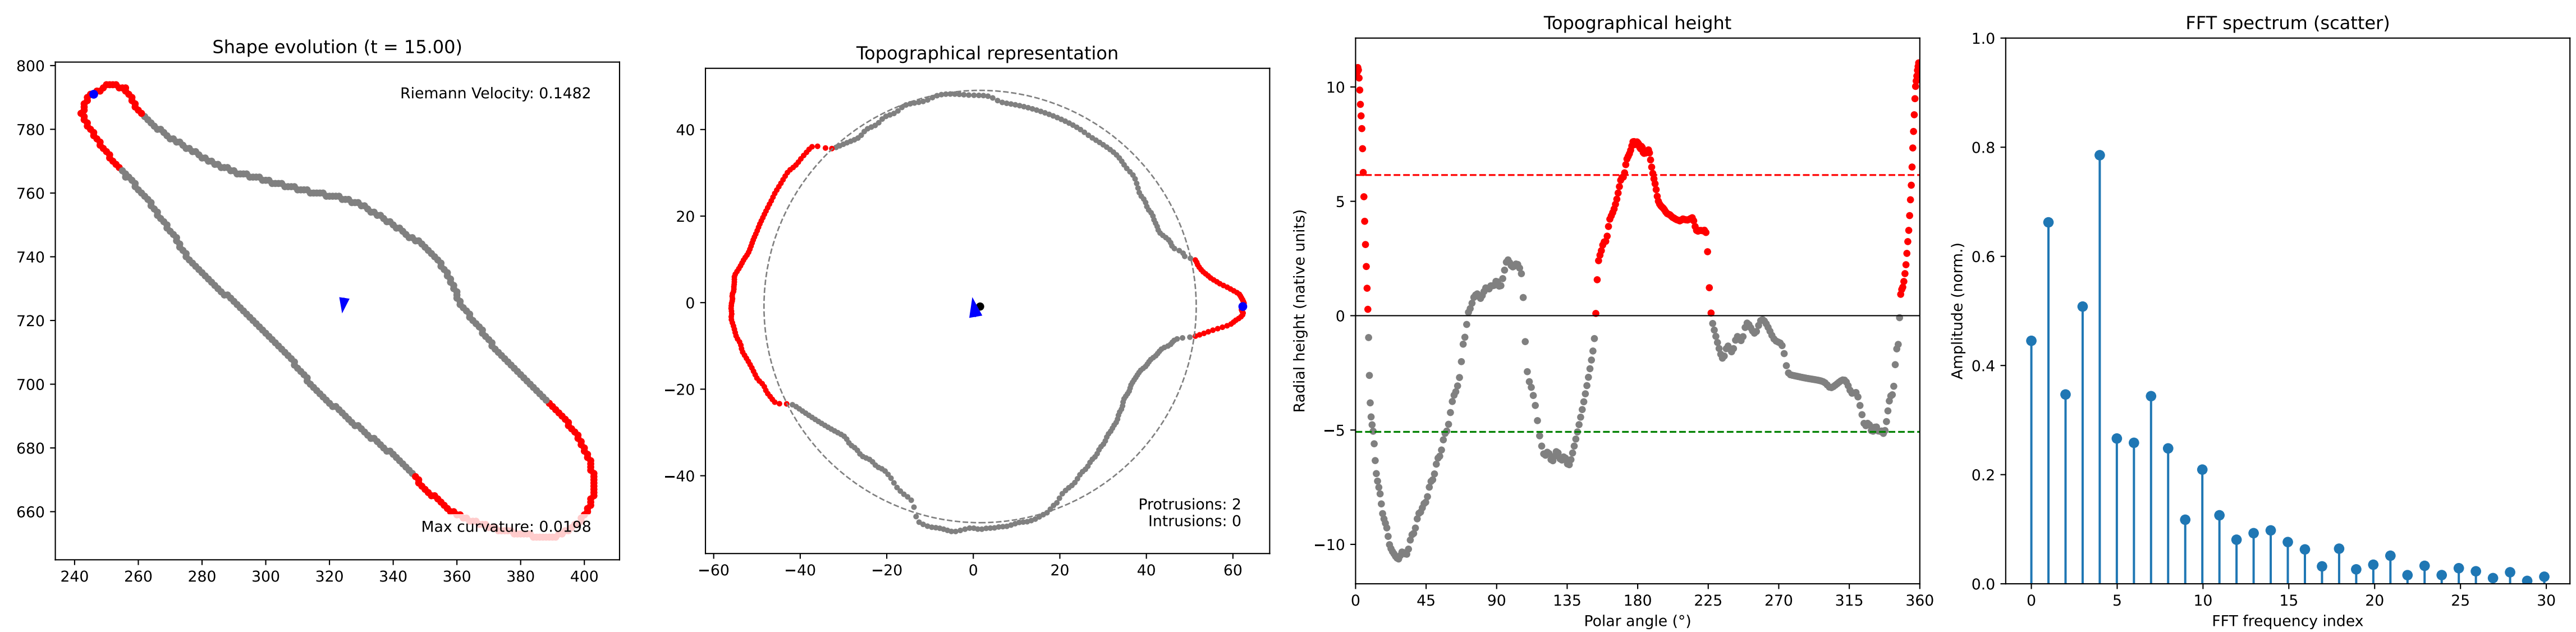 Shape evolution (t = 15.00)
800
780
760
740
720
700
680
660
Riemann Velocity: 0.1482
Max curvature: 0.0198
240 260 280 300 320 340 360 380 400
Topographical representation
40
20
0
−20
−40
Protrusions: 2
Intrusions: 0
−60 −40 −20 0 20 40 60
Topographical height
Radial height (native units)
10
5
0
−5
−10
0 45 90 135 180 225 270 315 360
Polar angle (°)
FFT spectrum (scatter)
Amplitude (norm.)
1.0
0.8
0.6
0.4
0.2
0.0
0 5 10 15 20 25 30
FFT frequency index